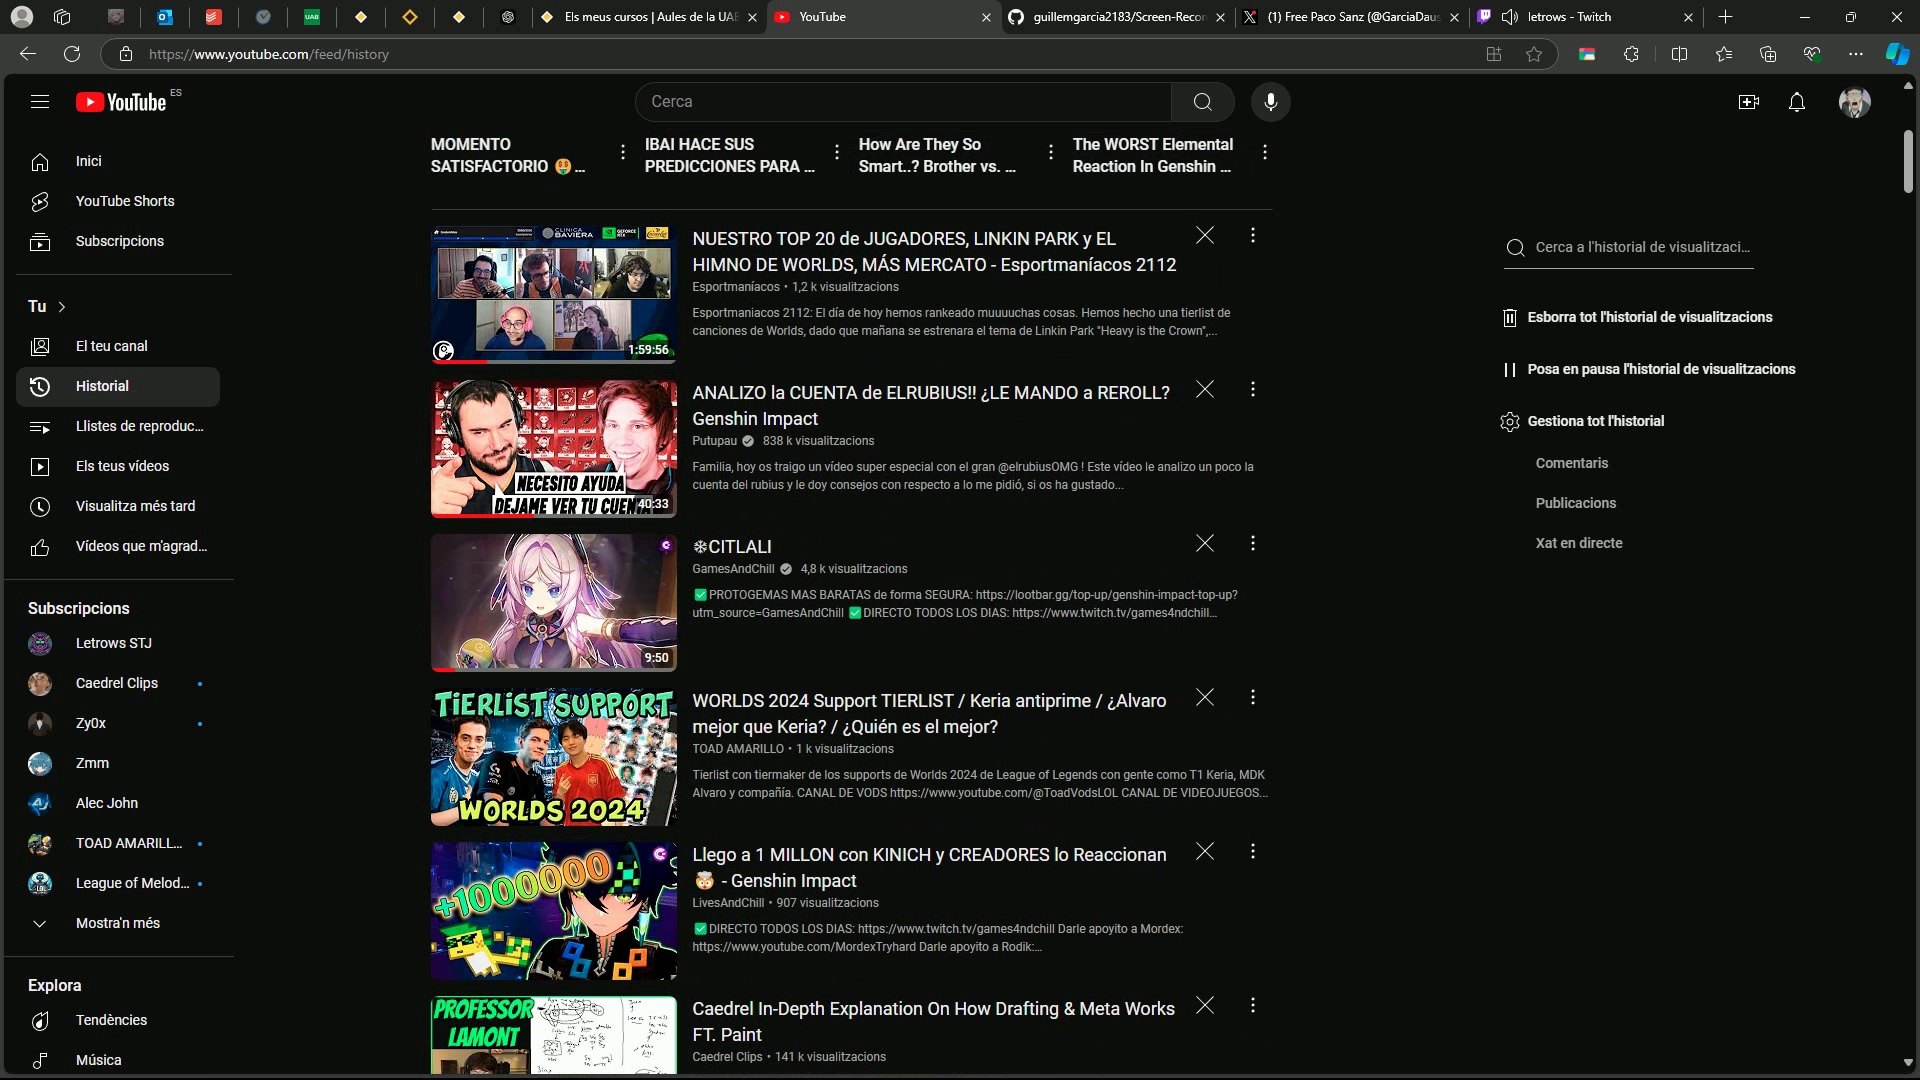 UAB
Els meus cursos | Aules de la UAB
YouTube
guillemgarcia2183/Screen-Recor
(1) Free Paco Sanz (@GarciaDaus
letrows - Twitch
https://www.youtube.com/feed/history
YouTube ES
Cerca
Inici
YouTube Shorts
Subscripcions
Tu
El teu canal
Historial
Llistes de reproduc...
Els teus vídeos
Visualitza més tard
Vídeos que m'agrad...
Subscripcions
Letrows STJ
Caedrel Clips
Zy0x
Zmm
Alec John
TOAD AMARILL...
League of Melod...
Mostra'n més
Explora
Tendències
Música
MOMENTO
SATISFACTORIO 🤑 ...
IBAI HACE SUS
PREDICCIONES PARA ...
How Are They So
Smart..? Brother vs. ...
The WORST Elemental
Reaction In Genshin ...
CLINICA BAVIERA
1:59:56
NUESTRO TOP 20 de JUGADORES, LINKIN PARK y EL
HIMNO DE WORLDS, MÁS MERCATO - Esportmaníacos 2112
Esportmaníacos • 1,2 k visualitzacions
Esportmaniacos 2112: El día de hoy hemos rankeado muuuuchas cosas. Hemos hecho una tierlist de
canciones de Worlds, dado que mañana se estrenara el tema de Linkin Park "Heavy is the Crown",...
NECESITO AYUDA
DEJAME VER TU CUENTA
40:33
ANALIZO la CUENTA de ELRUBIUS!! ¿LE MANDO a REROLL?
Genshin Impact
Putupau 838 k visualitzacions
Familia, hoy os traigo un vídeo super especial con el gran @elrubiusOMG ! Este vídeo le analizo un poco la
cuenta del rubius y le doy consejos con respecto a lo me pidió, si os ha gustado...
9:50
❄CITLALI
GamesAndChill 4,8 k visualitzacions
✅PROTOGEMAS MAS BARATAS de forma SEGURA: https://lootbar.gg/top-up/genshin-impact-top-up?
utm_source=GamesAndChill ✅DIRECTO TODOS LOS DIAS: https://www.twitch.tv/games4ndchill...
TIERLIST SUPPORT
WORLDS 2024
WORLDS 2024 Support TIERLIST / Keria antiprime / ¿Alvaro
mejor que Keria? / ¿Quién es el mejor?
TOAD AMARILLO • 1 k visualitzacions
Tierlist con tiermaker de los supports de Worlds 2024 de League of Legends con gente como T1 Keria, MDK
Alvaro y compañía. CANAL DE VODS https://www.youtube.com/@ToadVodsLOL CANAL DE VIDEOJUEGOS...
+1000000
Llego a 1 MILLON con KINICH y CREADORES lo Reaccionan
🤯 - Genshin Impact
LivesAndChill • 907 visualitzacions
✅DIRECTO TODOS LOS DIAS: https://www.twitch.tv/games4ndchill Darle apoyito a Mordex:
https://www.youtube.com/MordexTryhard Darle apoyito a Rodik:...
PROFESSOR
LAMONT
Caedrel In-Depth Explanation On How Drafting & Meta Works
FT. Paint
Caedrel Clips • 141 k visualitzacions
Cerca a l'historial de visualitzaci...
Esborra tot l'historial de visualitzacions
Posa en pausa l'historial de visualitzacions
Gestiona tot l'historial
Comentaris
Publicacions
Xat en directe